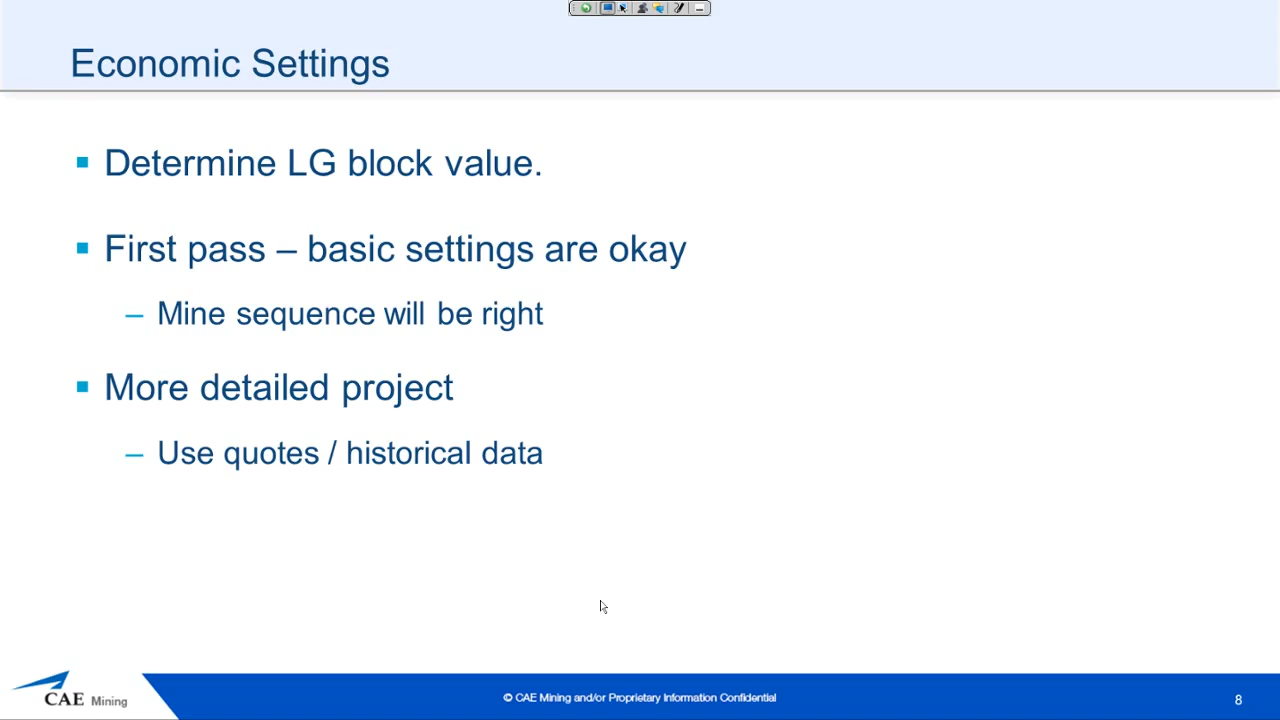 Economic Settings
▪ Determine LG block value.
▪ First pass – basic settings are okay
– Mine sequence will be right
▪ More detailed project
– Use quotes / historical data
CAE Mining
© CAE Mining and/or Proprietary Information Confidential
8